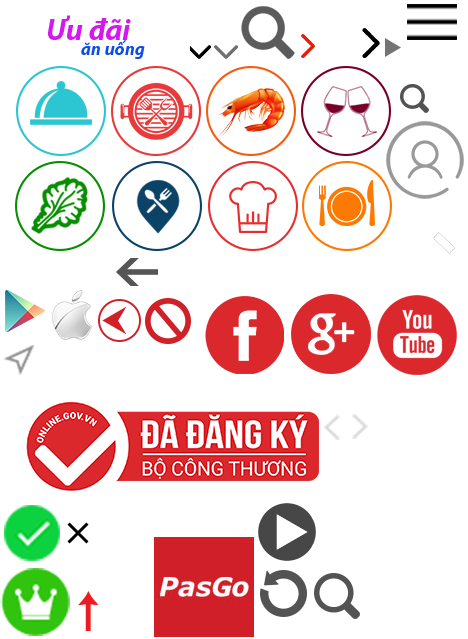 Ưu đãi
ăn uống
f
g+
You
Tube
ONLINE.GOV.VN
ĐÃ ĐĂNG KÝ
BỘ CÔNG THƯƠNG
PasGo